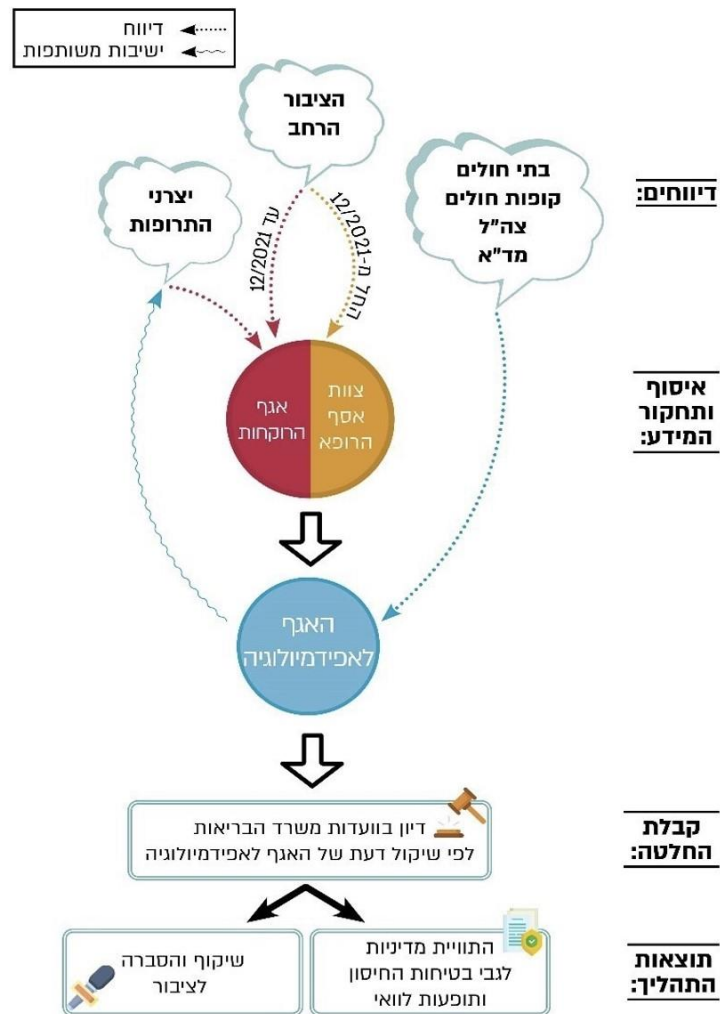 דיווח
ישיבות משותפות
הציבור
הרחב
בתי חולים
קופות חולים
צה"ל
מד"א
דיווחים:
יצרני
התרופות
עד 12/2021
החל מ-12/2021
איסוף
ותחקור
המידע:
צוות
אסף
הרופא
אגף
הרוקחות
האגף
לאפידמיולוגיה
קבלת
החלטה:
דיון בוועדות משרד הבריאות
לפי שיקול דעת של האגף לאפידמיולוגיה
תוצאות
התהליך:
התוויית מדיניות
לגבי בטיחות החיסון
ותופעות לוואי
שיקוף והסברה
לציבור